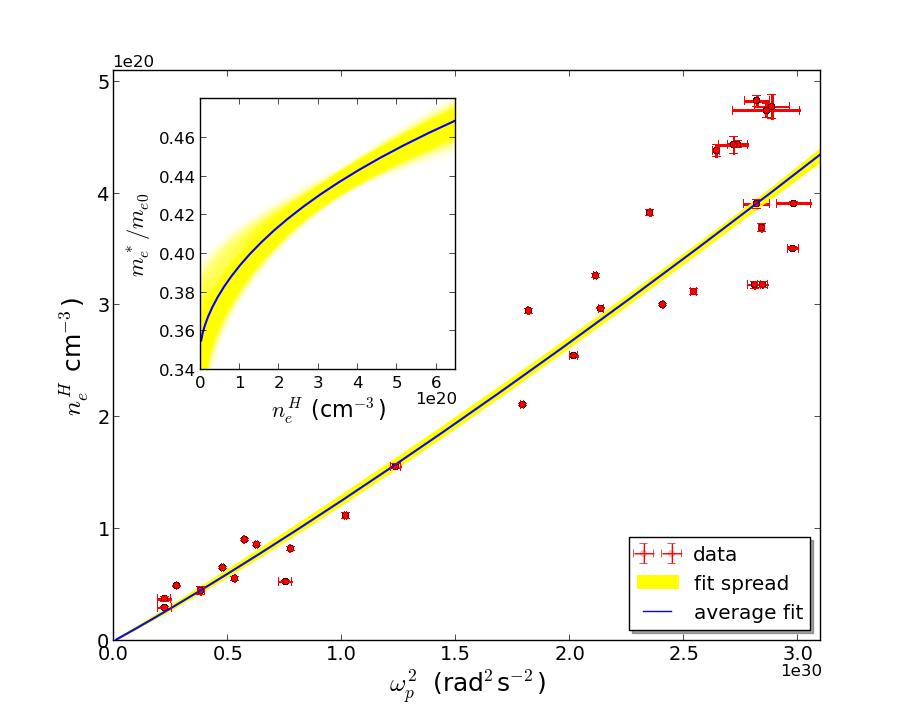 1e20
5
4
3
2
1
0
n_e^H cm^{-3})
0.0 0.5 1.0 1.5 2.0 2.5 3.0
1e30
ω_p^2 (rad^2 s^{-2})
0.46
0.44
0.42
0.40
0.38
0.36
0.34
m_e^*/m_{e0}
0 1 2 3 4 5 6
1e20
n_e^H (cm^{-3})
data
fit spread
average fit